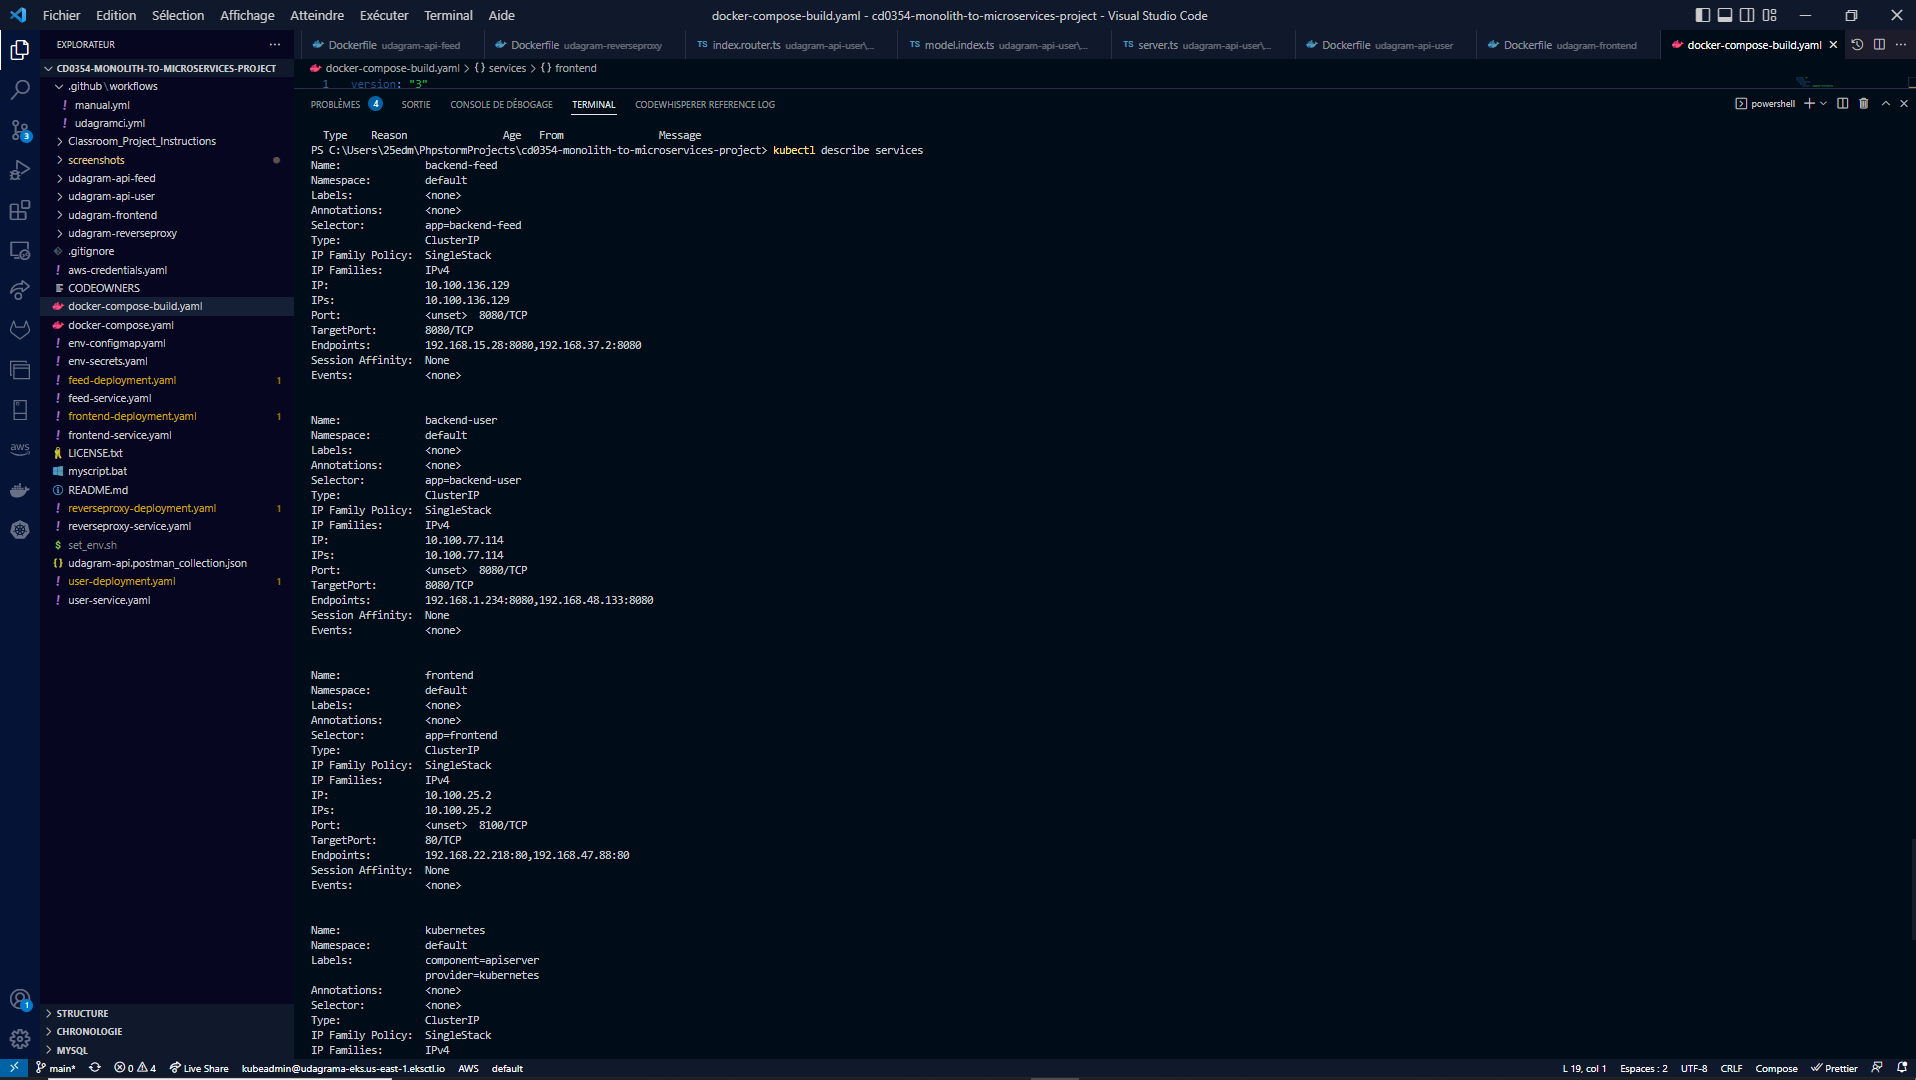 Fichier Edition Sélection Affichage Atteindre Exécuter Terminal Aide
docker-compose-build.yaml - cd0354-monolith-to-microservices-project - Visual Studio Code
EXPLORATEUR
Dockerfile udagram-api-feed
Dockerfile udagram-reverseproxy
index.router.ts udagram-api-user\...
model.index.ts udagram-api-user\...
server.ts udagram-api-user\...
Dockerfile udagram-api-user
Dockerfile udagram-frontend
docker-compose-build.yaml
docker-compose-build.yaml > {} services > {} frontend
1 version: "3"
PROBLÈMES 4 SORTIE CONSOLE DE DÉBOGAGE TERMINAL CODEWHISPERER REFERENCE LOG
powershell
CD0354-MONOLITH-TO-MICROSERVICES-PROJECT
.github\workflows
manual.yml
udagramci.yml
Classroom_Project_Instructions
screenshots
udagram-api-feed
udagram-api-user
udagram-frontend
udagram-reverseproxy
.gitignore
aws-credentials.yaml
CODEOWNERS
docker-compose-build.yaml
docker-compose.yaml
env-configmap.yaml
env-secrets.yaml
feed-deployment.yaml 1
feed-service.yaml
frontend-deployment.yaml 1
frontend-service.yaml
LICENSE.txt
myscript.bat
README.md
reverseproxy-deployment.yaml 1
reverseproxy-service.yaml
set_env.sh
udagram-api.postman_collection.json
user-deployment.yaml 1
user-service.yaml
STRUCTURE
CHRONOLOGIE
MYSQL
3
aws
1
Type Reason Age From Message
PS C:\Users\25edm\PhpstormProjects\cd0354-monolith-to-microservices-project> kubectl describe services
Name: backend-feed
Namespace: default
Labels: <none>
Annotations: <none>
Selector: app=backend-feed
Type: ClusterIP
IP Family Policy: SingleStack
IP Families: IPv4
IP: 10.100.136.129
IPs: 10.100.136.129
Port: <unset> 8080/TCP
TargetPort: 8080/TCP
Endpoints: 192.168.15.28:8080,192.168.37.2:8080
Session Affinity: None
Events: <none>
Name: backend-user
Namespace: default
Labels: <none>
Annotations: <none>
Selector: app=backend-user
Type: ClusterIP
IP Family Policy: SingleStack
IP Families: IPv4
IP: 10.100.77.114
IPs: 10.100.77.114
Port: <unset> 8080/TCP
TargetPort: 8080/TCP
Endpoints: 192.168.1.234:8080,192.168.48.133:8080
Session Affinity: None
Events: <none>
Name: frontend
Namespace: default
Labels: <none>
Annotations: <none>
Selector: app=frontend
Type: ClusterIP
IP Family Policy: SingleStack
IP Families: IPv4
IP: 10.100.25.2
IPs: 10.100.25.2
Port: <unset> 8100/TCP
TargetPort: 80/TCP
Endpoints: 192.168.22.218:80,192.168.47.88:80
Session Affinity: None
Events: <none>
Name: kubernetes
Namespace: default
Labels: component=apiserver
provider=kubernetes
Annotations: <none>
Selector: <none>
Type: ClusterIP
IP Family Policy: SingleStack
IP Families: IPv4
main* 0 4 Live Share kubeadmin@udagrama-eks.us-east-1.eksctl.io AWS default
L 19, col 1 Espaces : 2 UTF-8 CRLF Compose Prettier